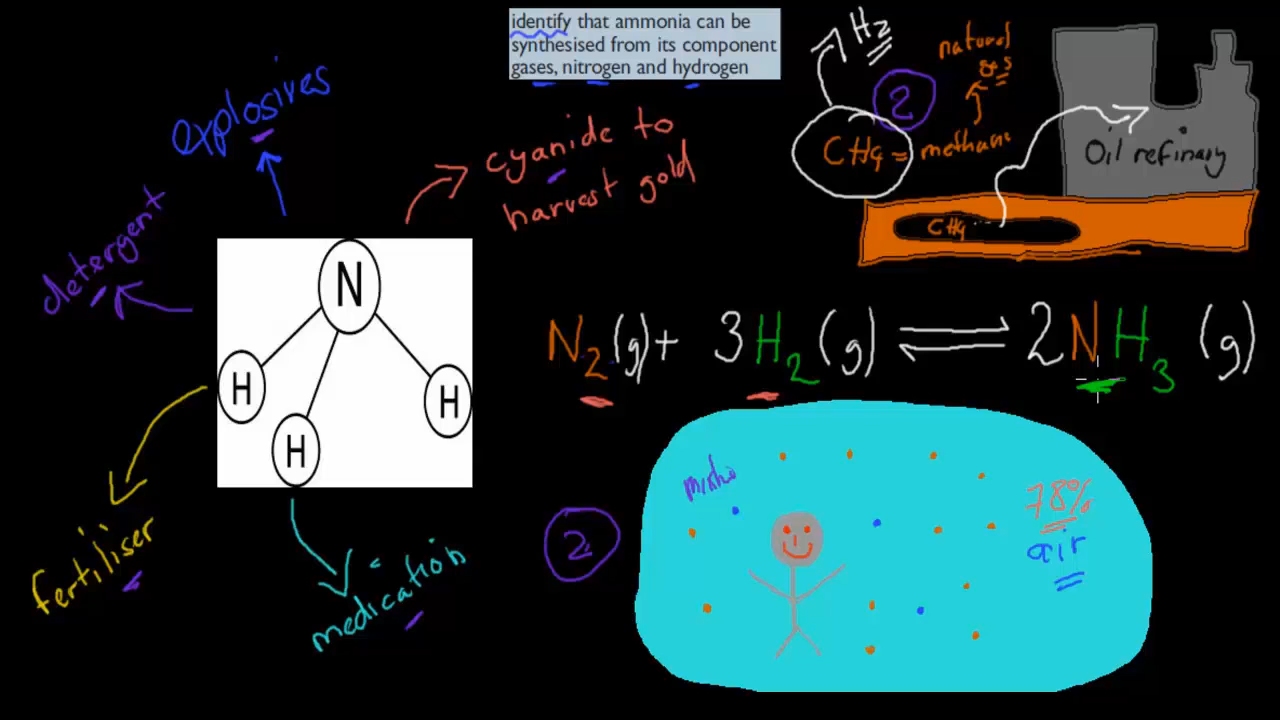 identify that ammonia can be
synthesised from its component
gases, nitrogen and hydrogen
H2
natural
gas
2
CH4 = methane
Oil refinary
CH4
explosives
cyanide to
harvest gold
detergent
N
H
H
H
N2(g) + 3H2(g) ⇌ 2NH3(g)
fertiliser
medication
2
78%
air